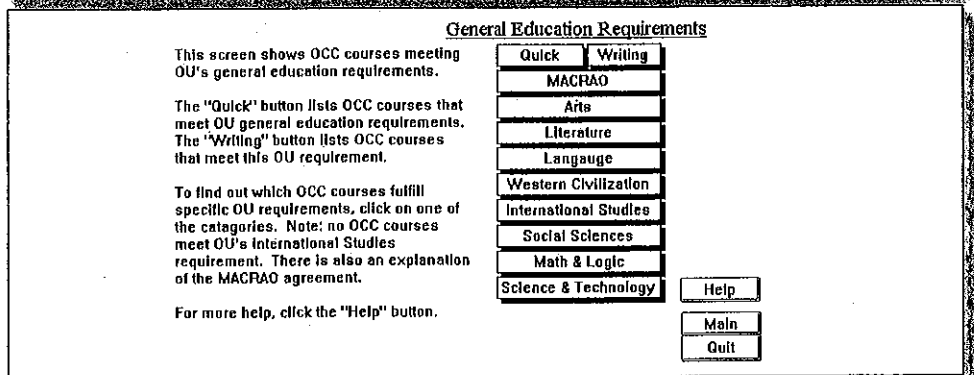 General Education Requirements
This screen shows OCC courses meeting
OU's general education requirements.
The "Quick" button lists OCC courses that
meet OU general education requirements.
The "Writing" button lists OCC courses
that meet this OU requirement.
To find out which OCC courses fulfill
specific OU requirements, click on one of
the catagories. Note: no OCC courses
meet OU's International Studies
requirement. There is also an explanation
of the MACRAO agreement.
For more help, click the "Help" button.
Quick Writing
MACRAO
Arts
Literature
Langauge
Western Civilization
International Studies
Social Sciences
Math & Logic
Science & Technology
Help
Main
Quit